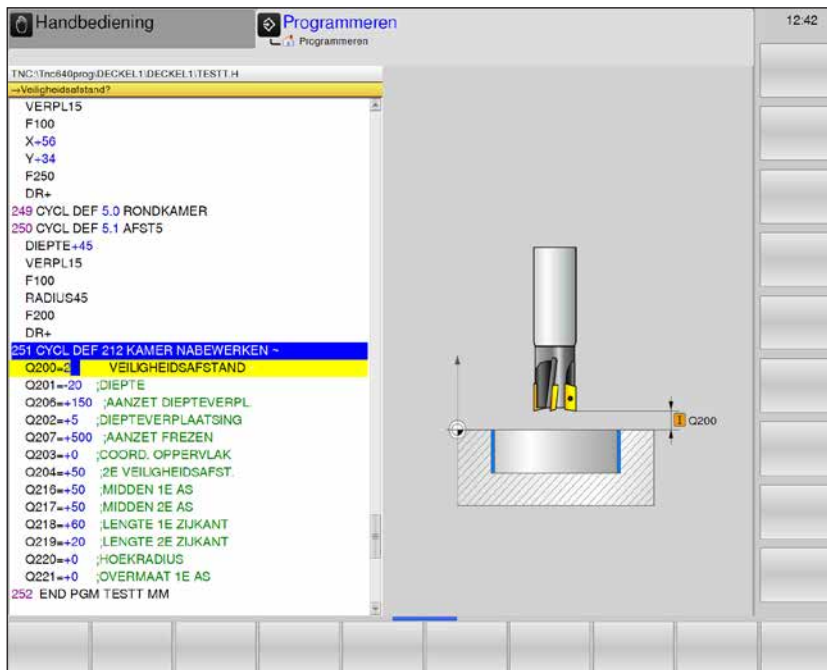 Handbediening
Programmeren
Programmeren
12:42
TNC:\Tnc640prog\DECKEL1\DECKEL1\TESTT.H
→Veiligheidsafstand?
VERPL15
F100
X+56
Y+34
F250
DR+
249 CYCL DEF 5.0 RONDKAMER
250 CYCL DEF 5.1 AFST5
DIEPTE+45
VERPL15
F100
RADIUS45
F200
DR+
251 CYCL DEF 212 KAMER NABEWERKEN ~
Q200=2 VEILIGHEIDSAFSTAND
Q201=-20 ;DIEPTE
Q206=+150 ;AANZET DIEPTEVERPL.
Q202=+5 ;DIEPTEVERPLAATSING
Q207=+500 ;AANZET FREZEN
Q203=+0 ;COORD. OPPERVLAK
Q204=+50 ;2E VEILIGHEIDSAFST.
Q216=+50 ;MIDDEN 1E AS
Q217=+50 ;MIDDEN 2E AS
Q218=+60 ;LENGTE 1E ZIJKANT
Q219=+20 ;LENGTE 2E ZIJKANT
Q220=+0 ;HOEKRADIUS
Q221=+0 ;OVERMAAT 1E AS
252 END PGM TESTT MM
I Q200